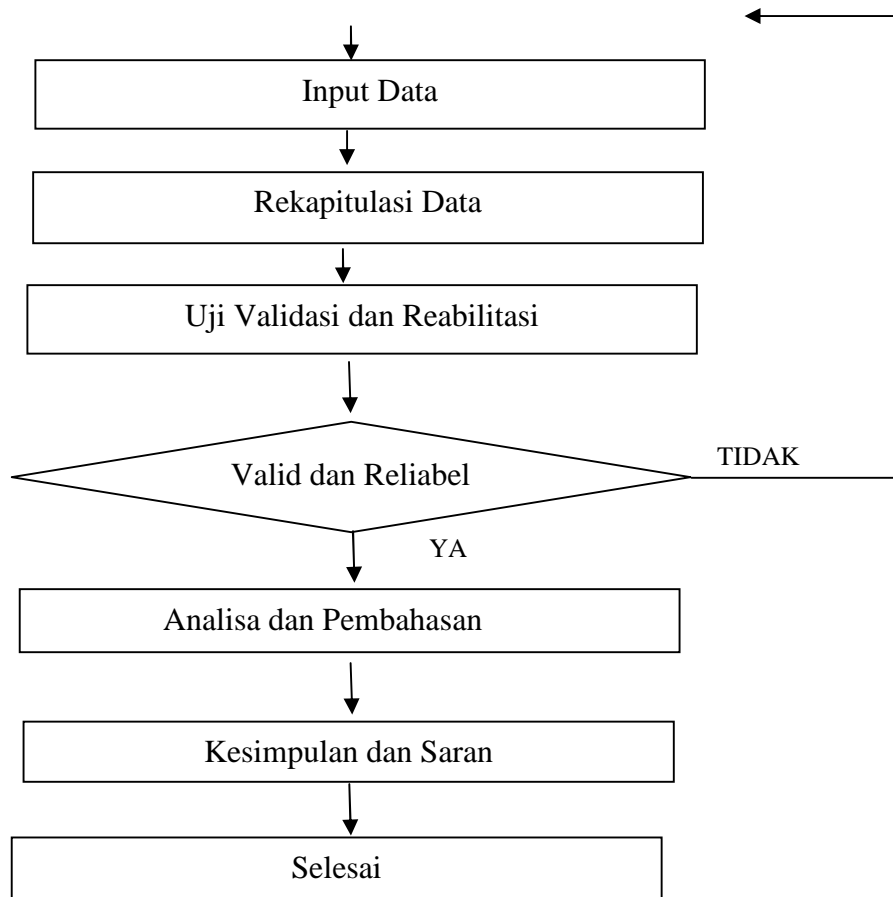 Input Data
Rekapitulasi Data
Uji Validasi dan Reabilitasi
Valid dan Reliabel
TIDAK
YA
Analisa dan Pembahasan
Kesimpulan dan Saran
Selesai